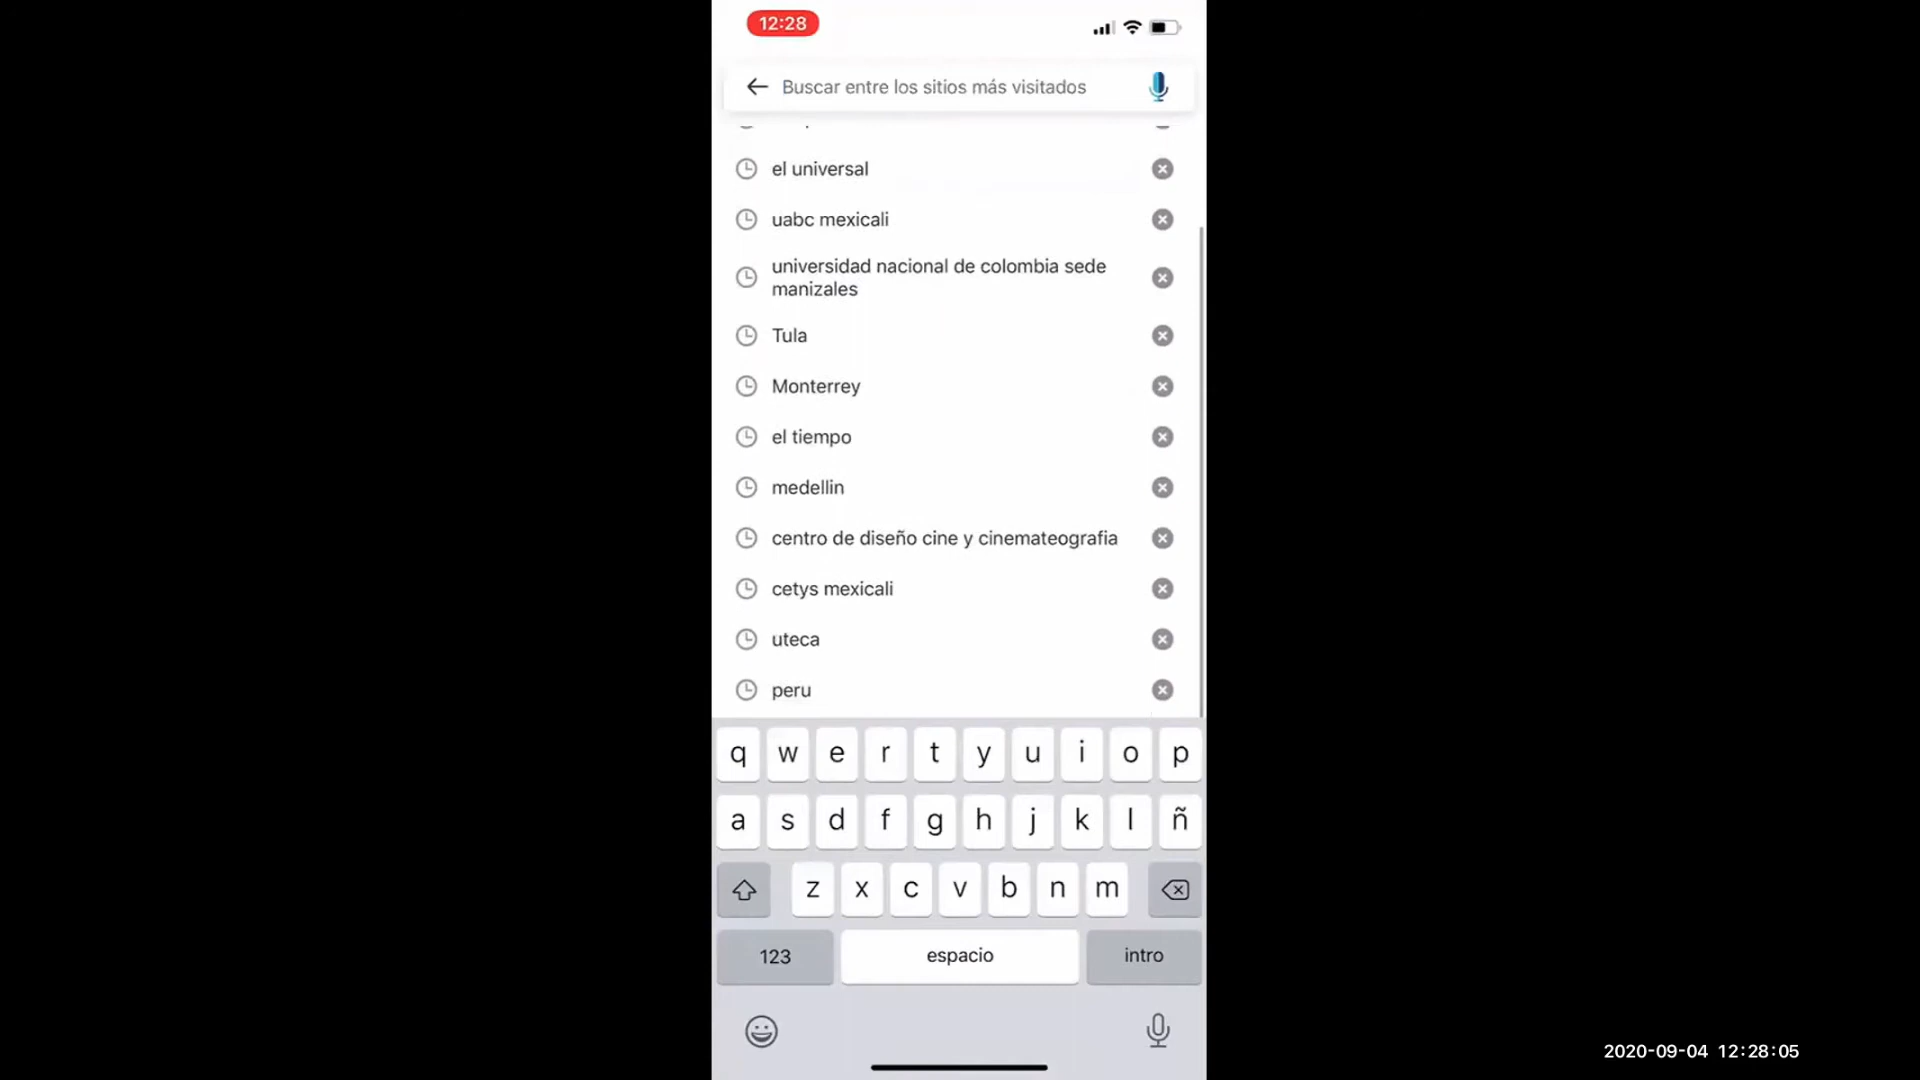 12:28
Buscar entre los sitios más visitados
el universal
uabc mexicali
universidad nacional de colombia sede
manizales
Tula
Monterrey
el tiempo
medellin
centro de diseño cine y cinemateografia
cetys mexicali
uteca
peru
q w e r t y u i o p
a s d f g h j k l ñ
z x c v b n m
123 espacio intro
2020-09-04 12:28:05